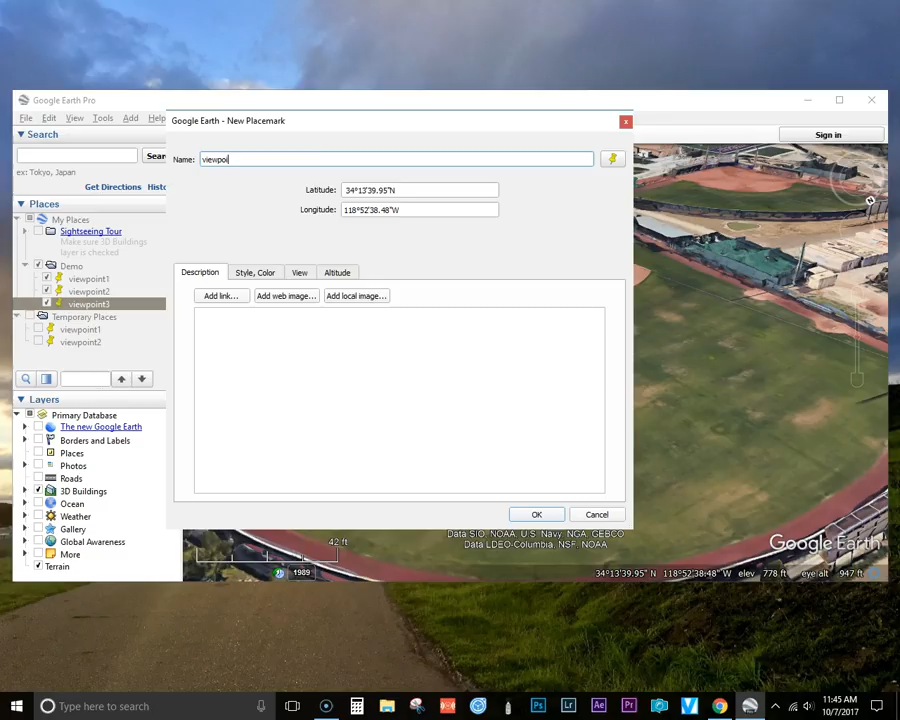 Google Earth Pro
File Edit View Tools Add Help
Search
Sear
ex: Tokyo, Japan
Get Directions Histo
Places
My Places
Sightseeing Tour
Make sure 3D Buildings
layer is checked
Demo
viewpoint1
viewpoint2
viewpoint3
Temporary Places
viewpoint1
viewpoint2
Layers
Primary Database
The new Google Earth
Borders and Labels
Places
Photos
Roads
3D Buildings
Ocean
Weather
Gallery
Global Awareness
More
Terrain
Google Earth - New Placemark
x
Name: viewpoi
Latitude: 34°13'39.95"N
Longitude: 118°52'38.48"W
Description Style, Color View Altitude
Add link... Add web image... Add local image...
OK Cancel
Sign in
42 ft
Data SIO, NOAA, U.S. Navy, NGA, GEBCO
Data LDEO-Columbia, NSF, NOAA
Google Earth
1989
34°13'39.95" N 118°52'38.48" W elev 778 ft eye alt 947 ft
Type here to search
Ps Lr Ae Pr
11:45 AM
10/7/2017